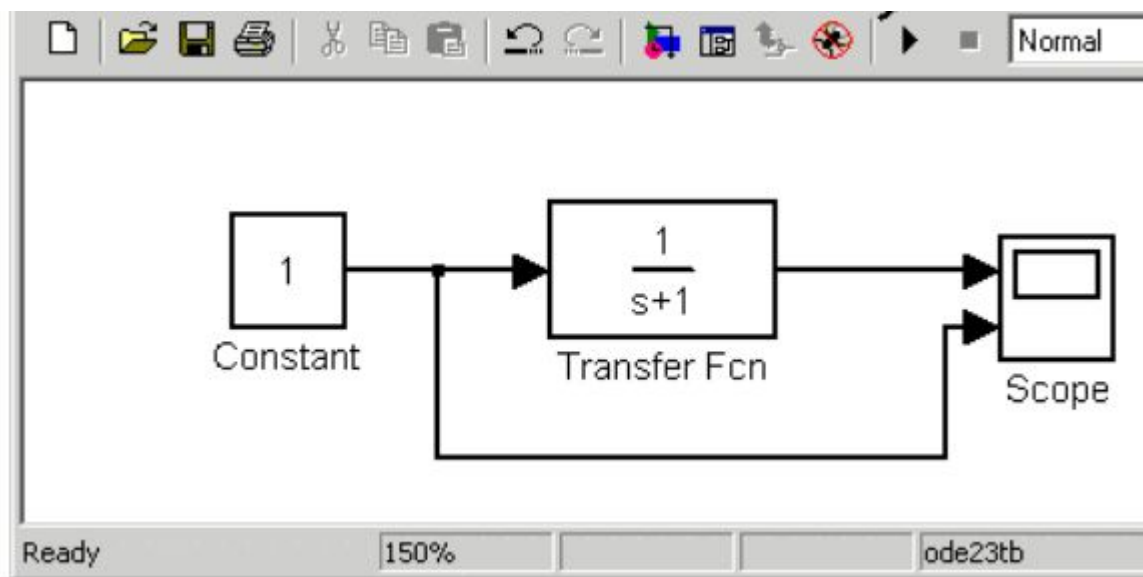 Normal
1
Constant
1
s+1
Transfer Fcn
Scope
Ready
150%
ode23tb